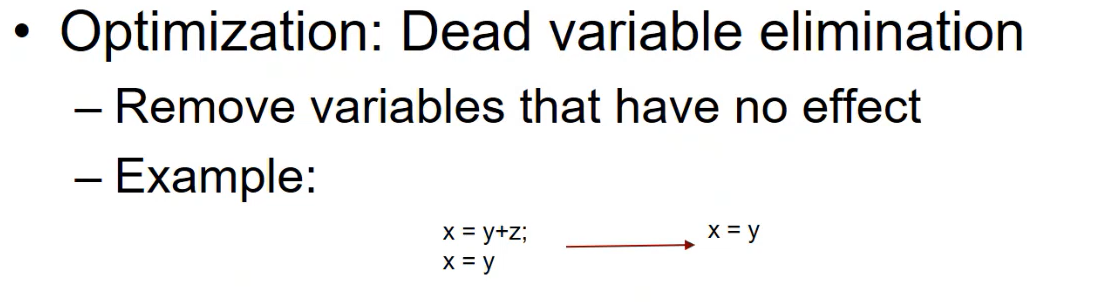 • Optimization: Dead variable elimination
– Remove variables that have no effect
– Example:
x = y+z;
x = y
x = y